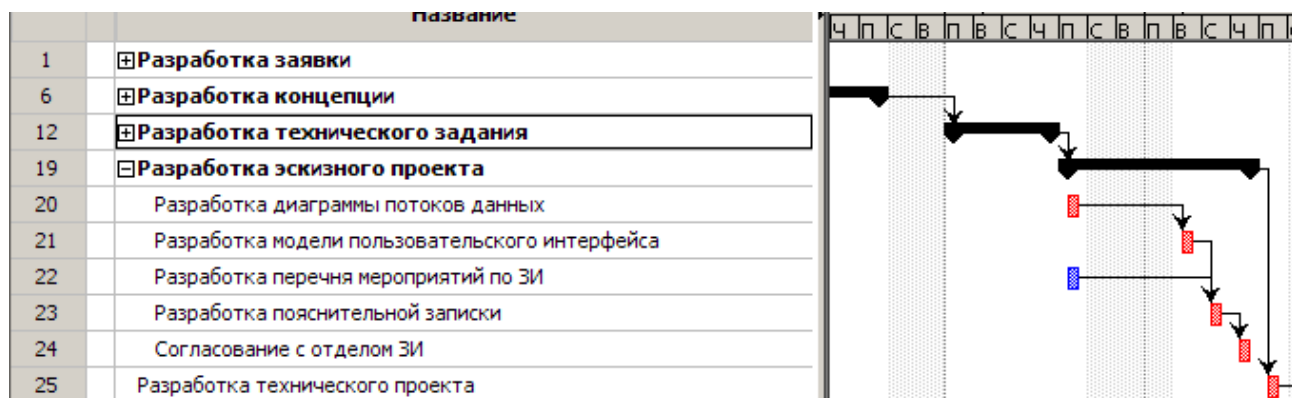 Название
Ч П С В П В С Ч П С В П В С Ч П С
1 Разработка заявки
6 Разработка концепции
12 Разработка технического задания
19 Разработка эскизного проекта
20 Разработка диаграммы потоков данных
21 Разработка модели пользовательского интерфейса
22 Разработка перечня мероприятий по ЗИ
23 Разработка пояснительной записки
24 Согласование с отделом ЗИ
25 Разработка технического проекта